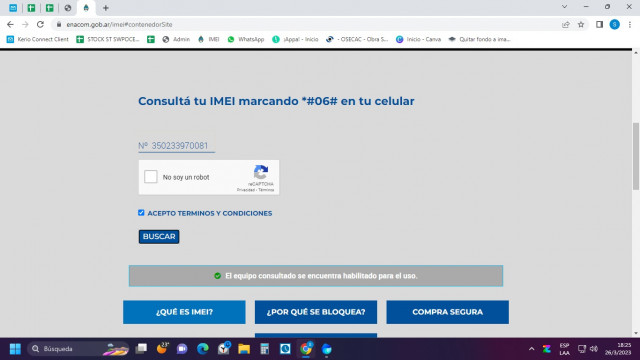 enacom.gob.ar/imei#contenedorSite
S
Kerio Connect Client
STOCK ST SWPOCE...
Admin
IMEI
WhatsApp
¡Appa! - Inicio
- OSECAC - Obra S...
Inicio - Canva
Quitar fondo a ima...
Consultá tu IMEI marcando *#06# en tu celular
Nº 350233970081
No soy un robot
reCAPTCHA
Privacidad - Términos
ACEPTO TERMINOS Y CONDICIONES
BUSCAR
El equipo consultado se encuentra habilitado para el uso.
¿QUÉ ES IMEI?
¿POR QUÉ SE BLOQUEA?
COMPRA SEGURA
Búsqueda
23°
ESP
LAA
18:25
26/3/2025